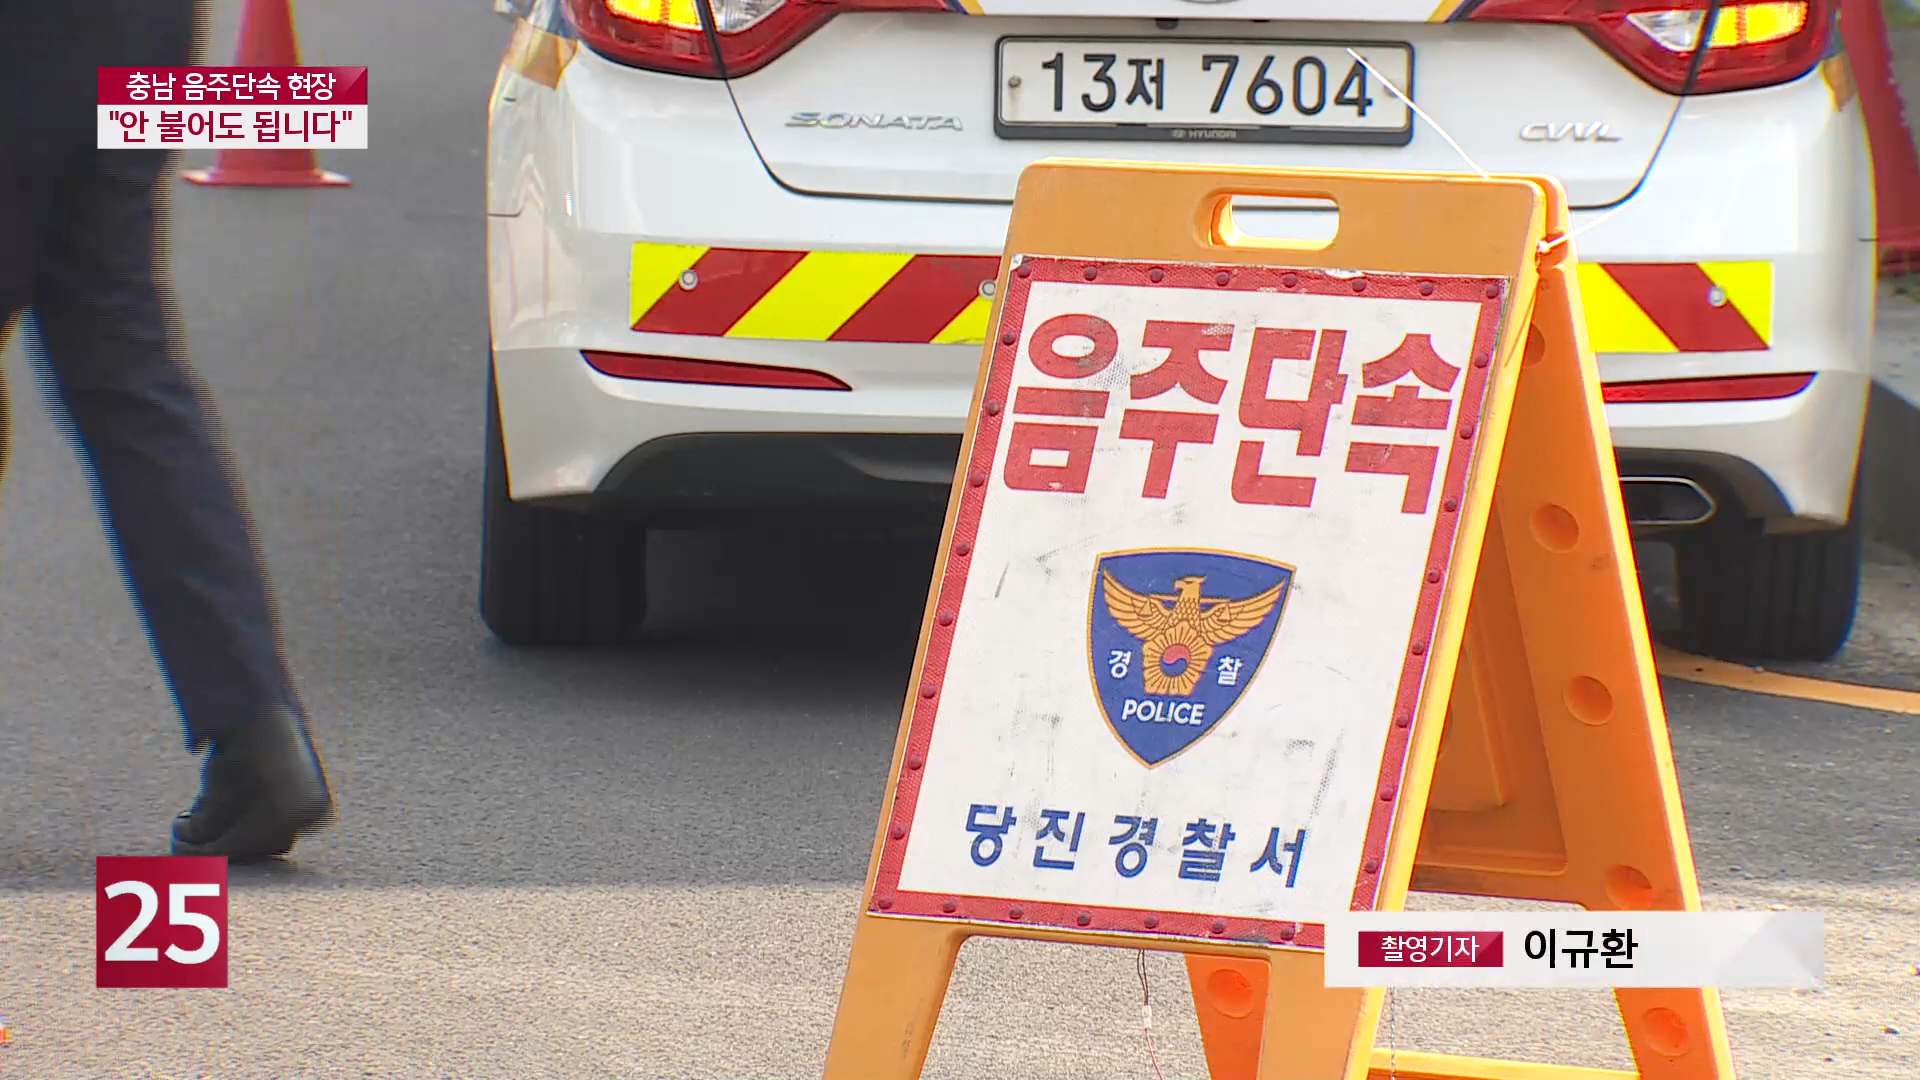 충남 음주단속 현장
"안 불어도 됩니다"
13저 7604
HYUNDAI
SONATA
CVVL
음주단속
경 찰
POLICE
당진경찰서
25
촬영기자 이규환